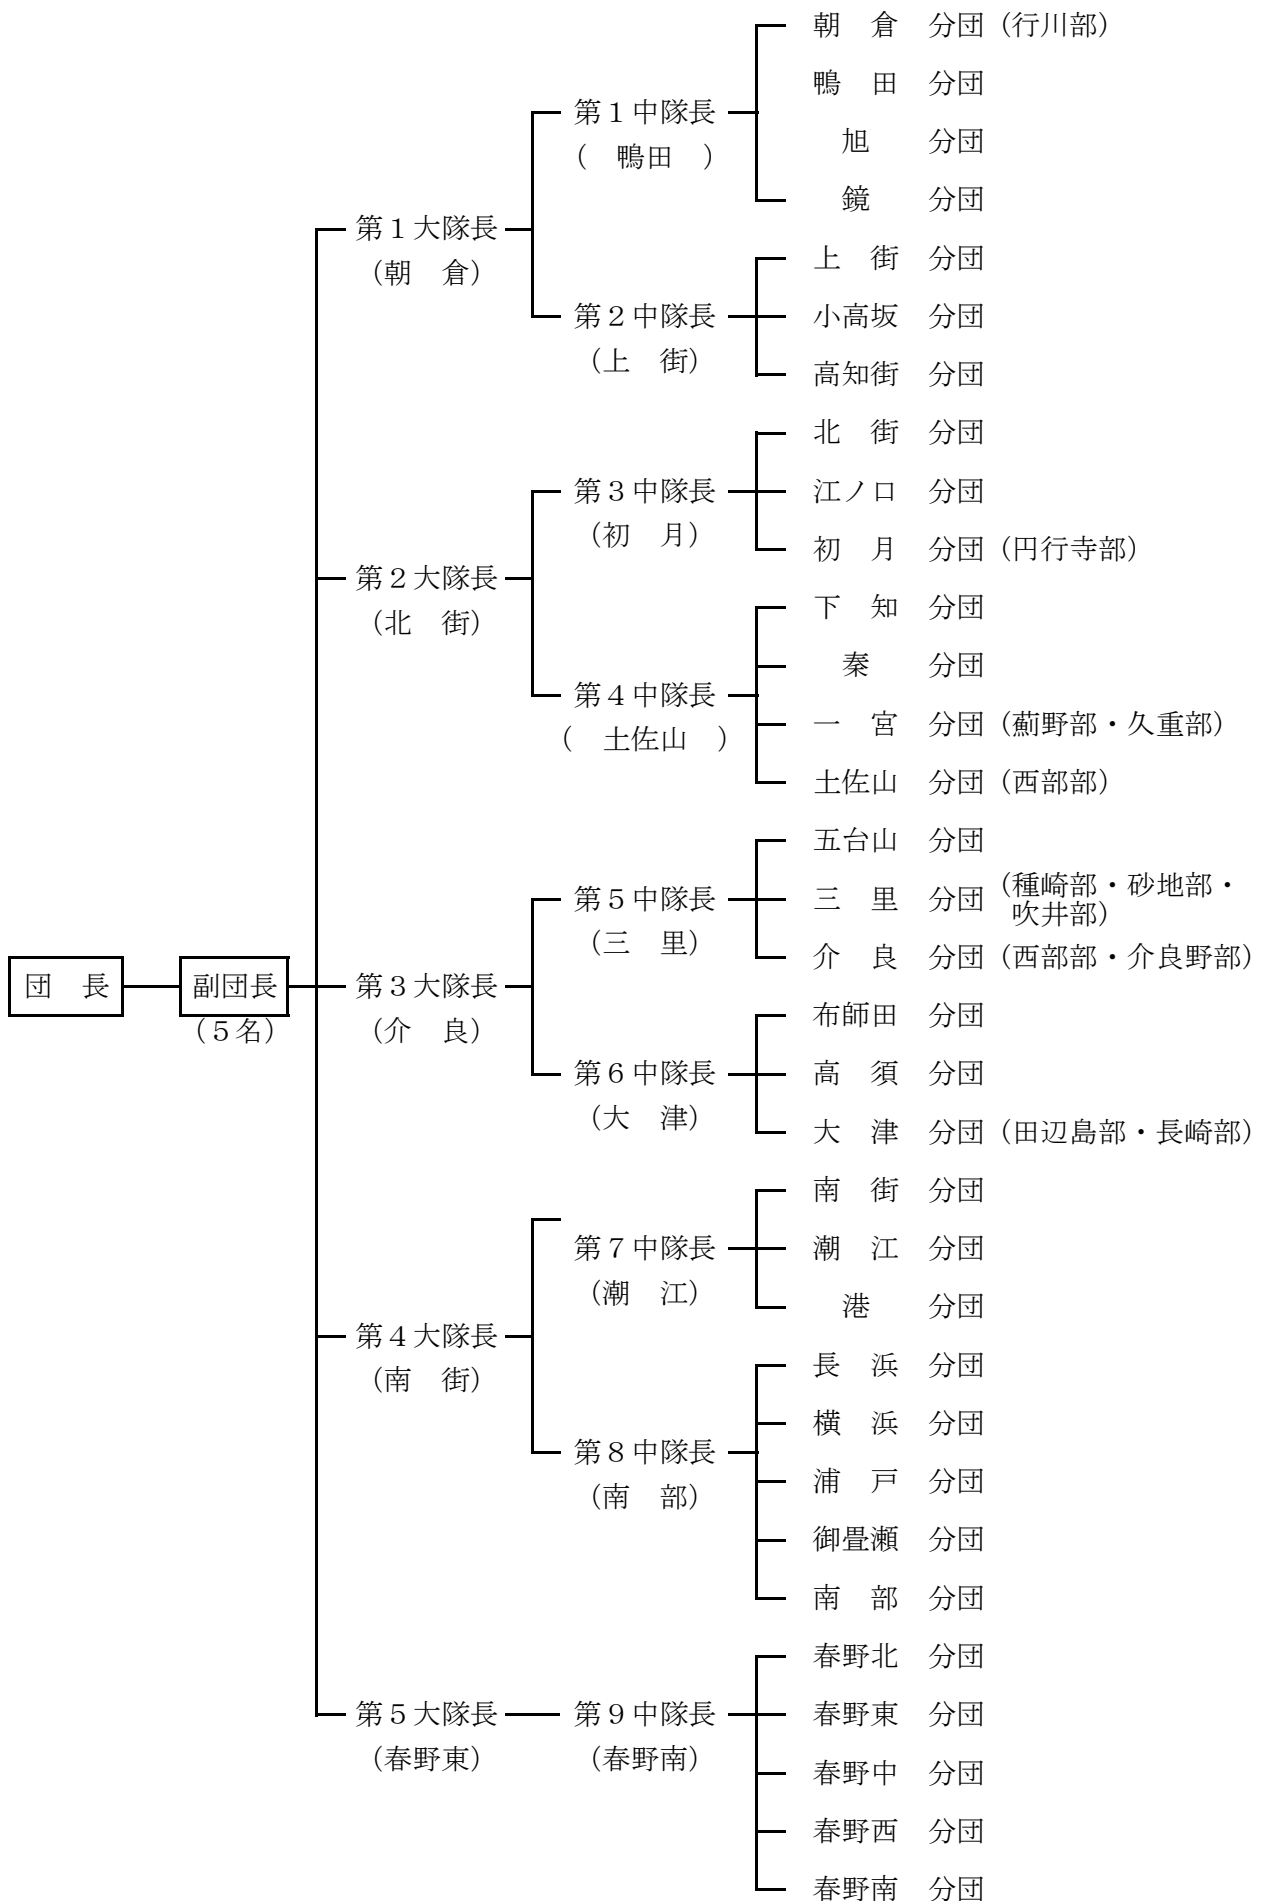 朝　倉　分団（行川部）
鴨　田　分団
第１中隊長
（　鴨田　）
旭　　分団
鏡　　分団
第１大隊長
（朝　倉）
上　街　分団
第２中隊長
（上　街）
小高坂　分団
高知街　分団
北　街　分団
第３中隊長
（初　月）
江ノ口　分団
初　月　分団（円行寺部）
第２大隊長
（北　街）
下　知　分団
秦　　分団
第４中隊長
（　土佐山　）
一　宮　分団（薊野部・久重部）
土佐山　分団（西部部）
五台山　分団
第５中隊長
（三　里）
三　里　分団（種崎部・砂地部・
吹井部）
介　良　分団（西部部・介良野部）
団　長
副団長
（５名）
第３大隊長
（介　良）
布師田　分団
第６中隊長
（大　津）
高　須　分団
大　津　分団（田辺島部・長崎部）
南　街　分団
第７中隊長
（潮　江）
潮　江　分団
港　　分団
第４大隊長
（南　街）
長　浜　分団
横　浜　分団
第８中隊長
（南　部）
浦　戸　分団
御畳瀬　分団
南　部　分団
春野北　分団
第５大隊長
（春野東）
第９中隊長
（春野南）
春野東　分団
春野中　分団
春野西　分団
春野南　分団